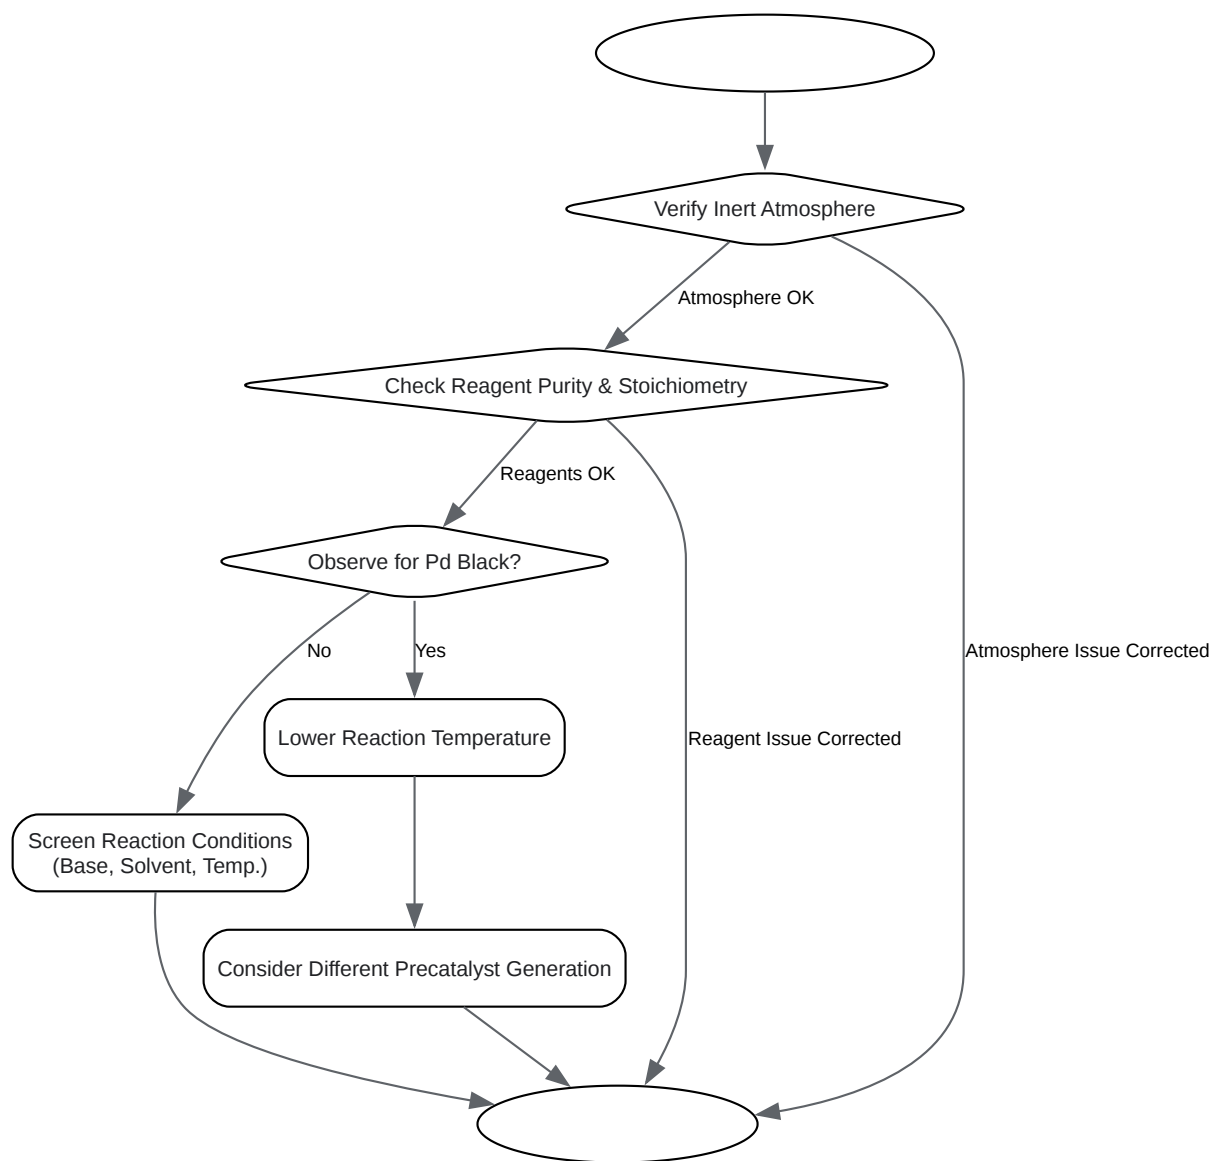 Verify Inert Atmosphere
Atmosphere OK
Check Reagent Purity & Stoichiometry
Reagents OK
Observe for Pd Black?
No
Yes
Atmosphere Issue Corrected
Lower Reaction Temperature
Reagent Issue Corrected
Screen Reaction Conditions
(Base, Solvent, Temp.)
Consider Different Precatalyst Generation